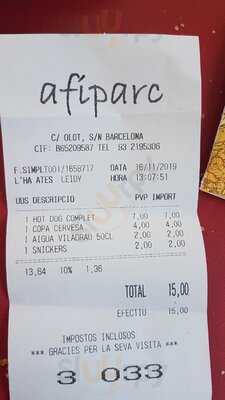 afiparc
C/ OLOT, S/N BARCELONA
CIF: B65209587 TEL 93 2195306
F.SIMPLT001/1658717 DATA 16/11/2019
L'HA ATES LEIDY HORA 13:07:51
UDS DESCRIPCIO PVP IMPORT
1 HOT DOG COMPLET 7,00 7,00
1 COPA CERVESA 4,00 4,00
1 AIGUA VILADRAU 50CL 2,00 2,00
1 SNICKERS 2,00 2,00
13,64 10% 1,36
TOTAL 15,00
EFECTIU 15,00
IMPOSTOS INCLOSOS
*** GRACIES PER LA SEVA VISITA ***
3 033